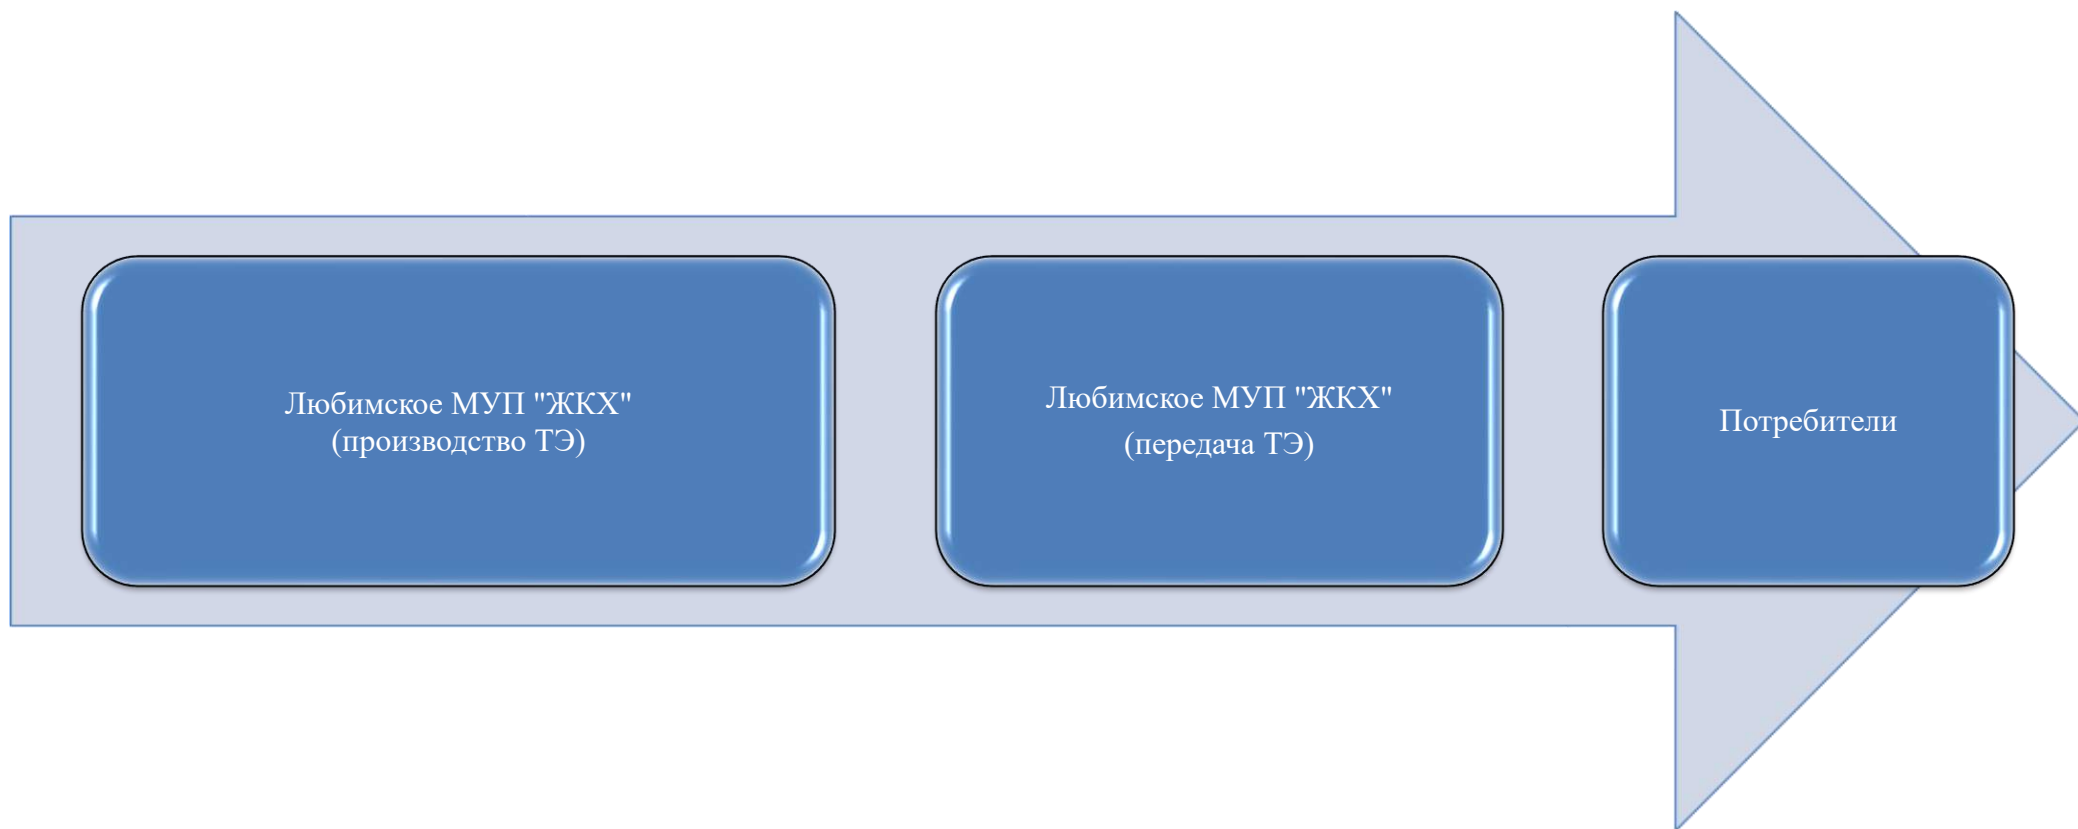 Любимское МУП "ЖКХ"
(производство ТЭ)
Любимское МУП "ЖКХ"
(передача ТЭ)
Потребители